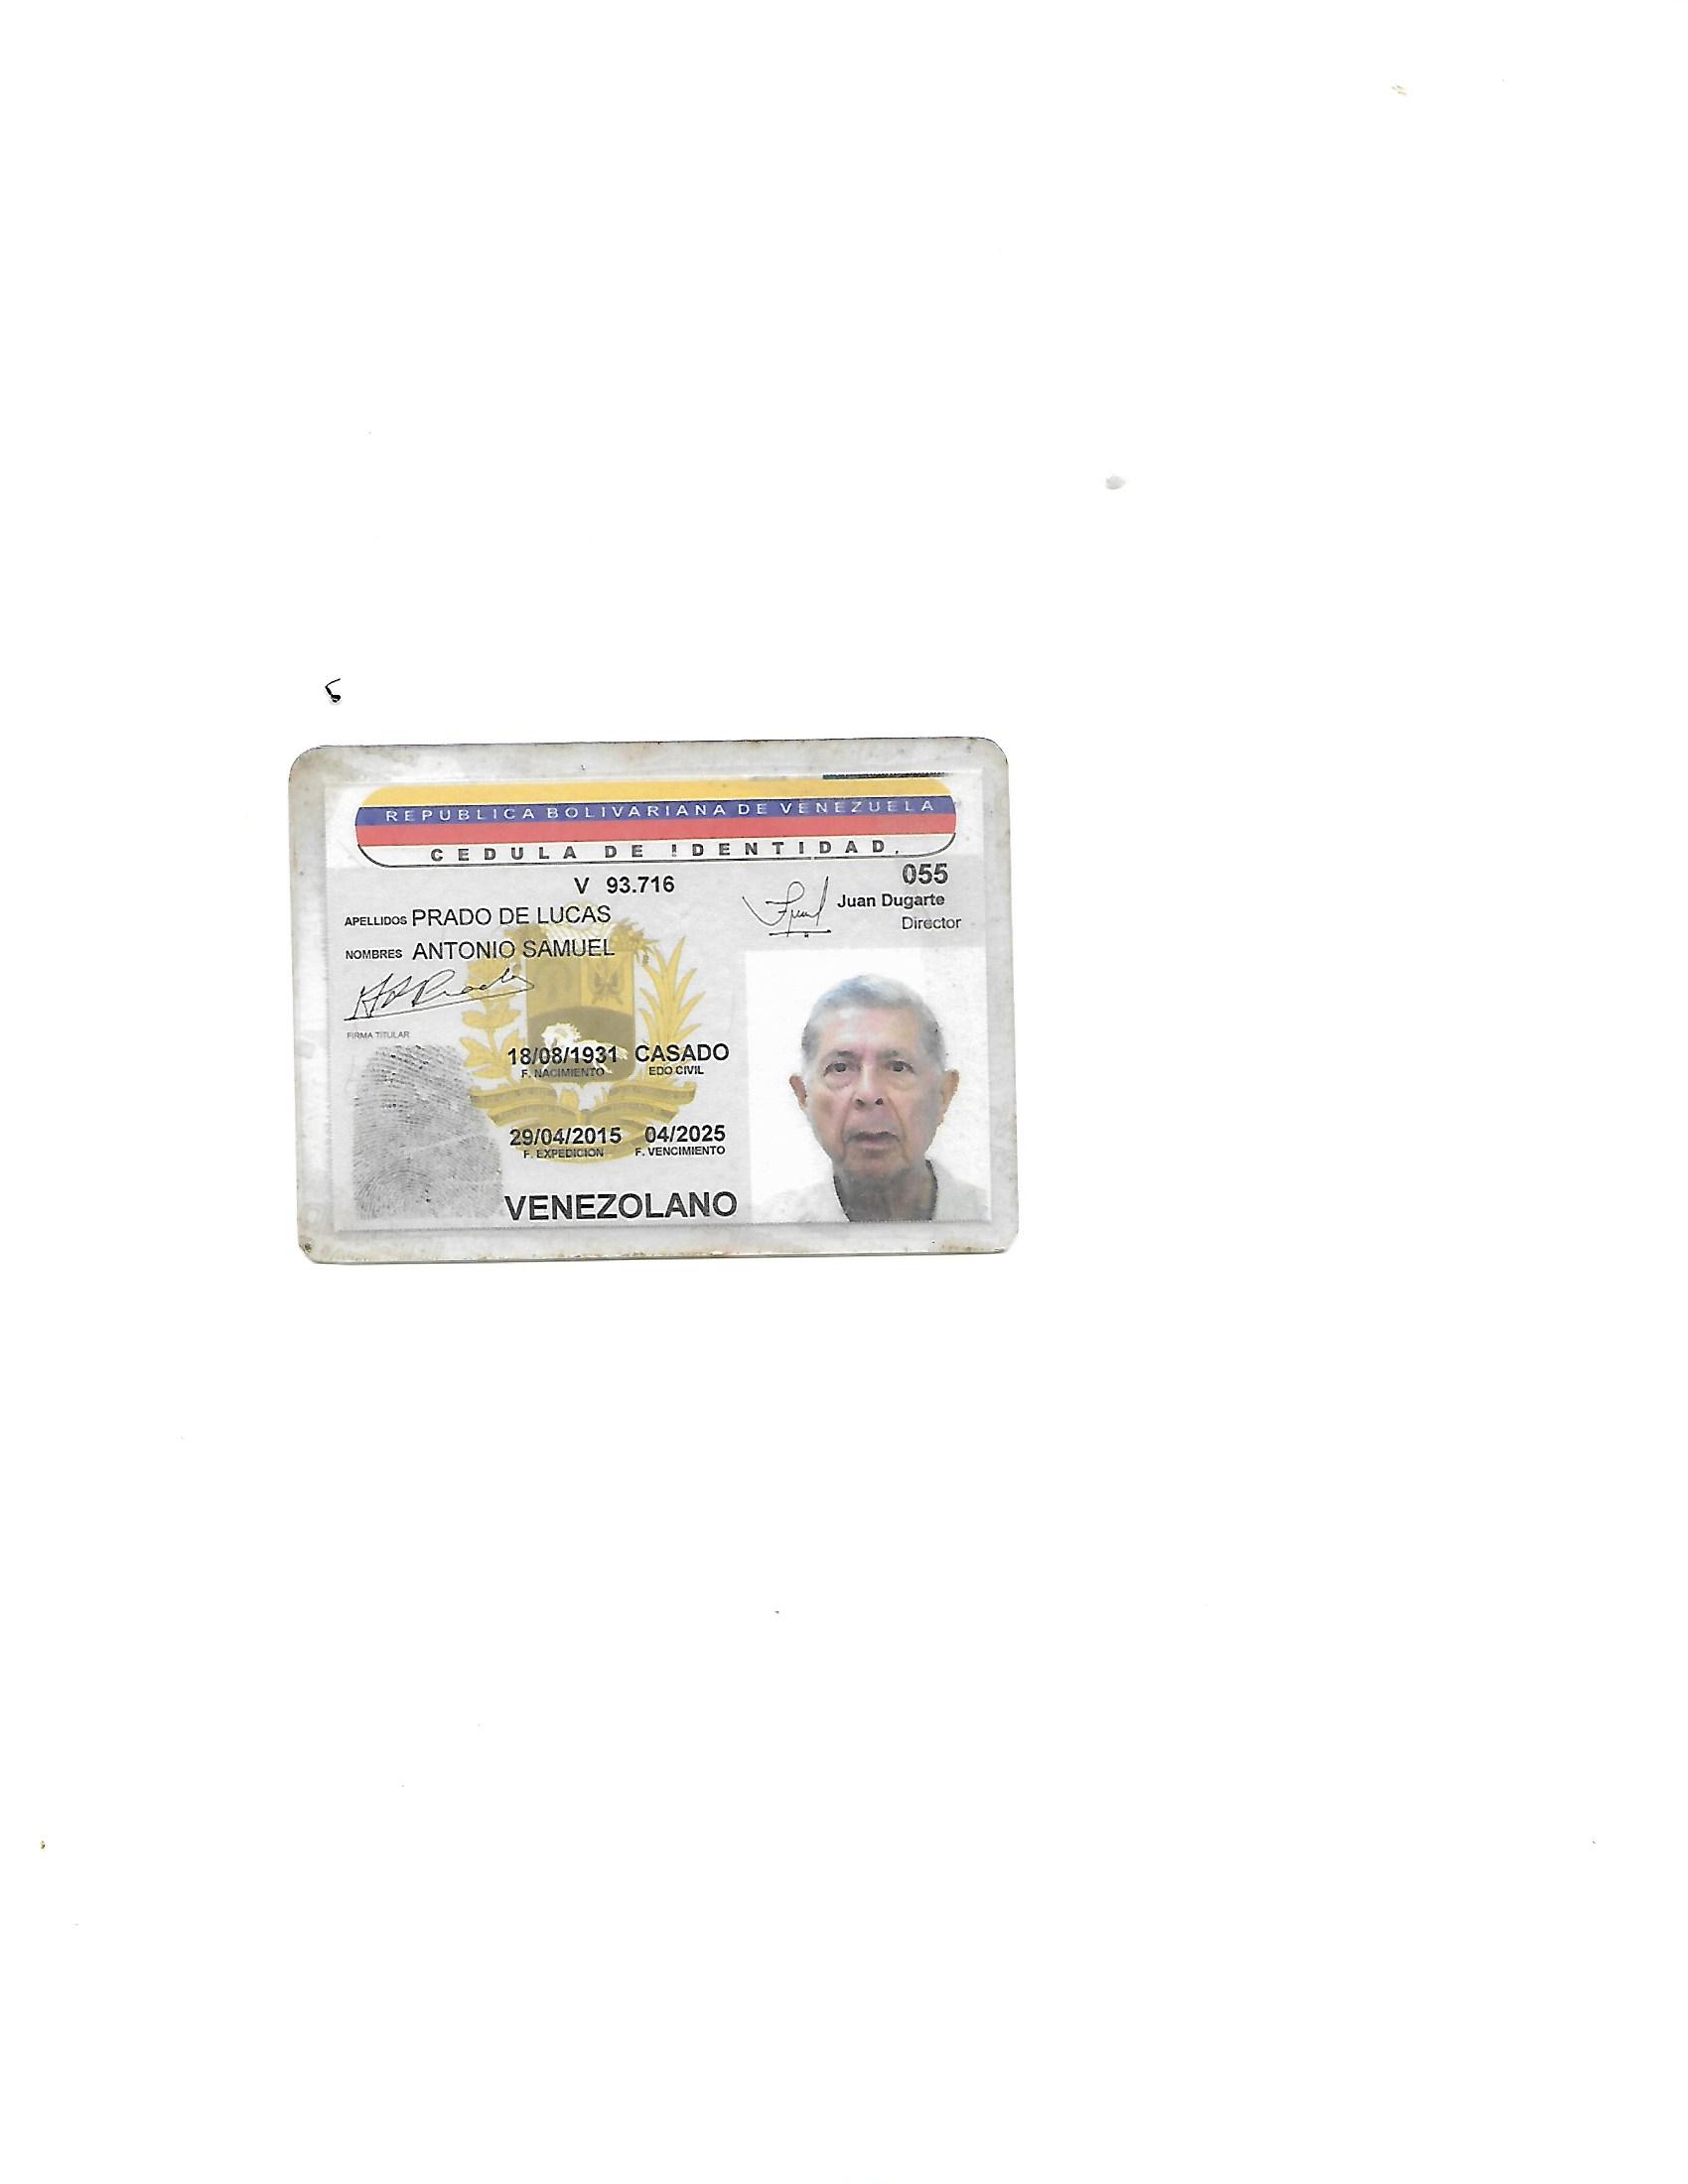 REPUBLICA BOLIVARIANA DE VENEZUELA
CEDULA DE IDENTIDAD
055
V 93.716
Juan Dugarte
Director
APELLIDOS PRADO DE LUCAS
NOMBRES ANTONIO SAMUEL
FIRMA TITULAR
18/08/1931 CASADO
F. NACIMIENTO EDO CIVIL
29/04/2015 04/2025
F. EXPEDICION F. VENCIMIENTO
VENEZOLANO